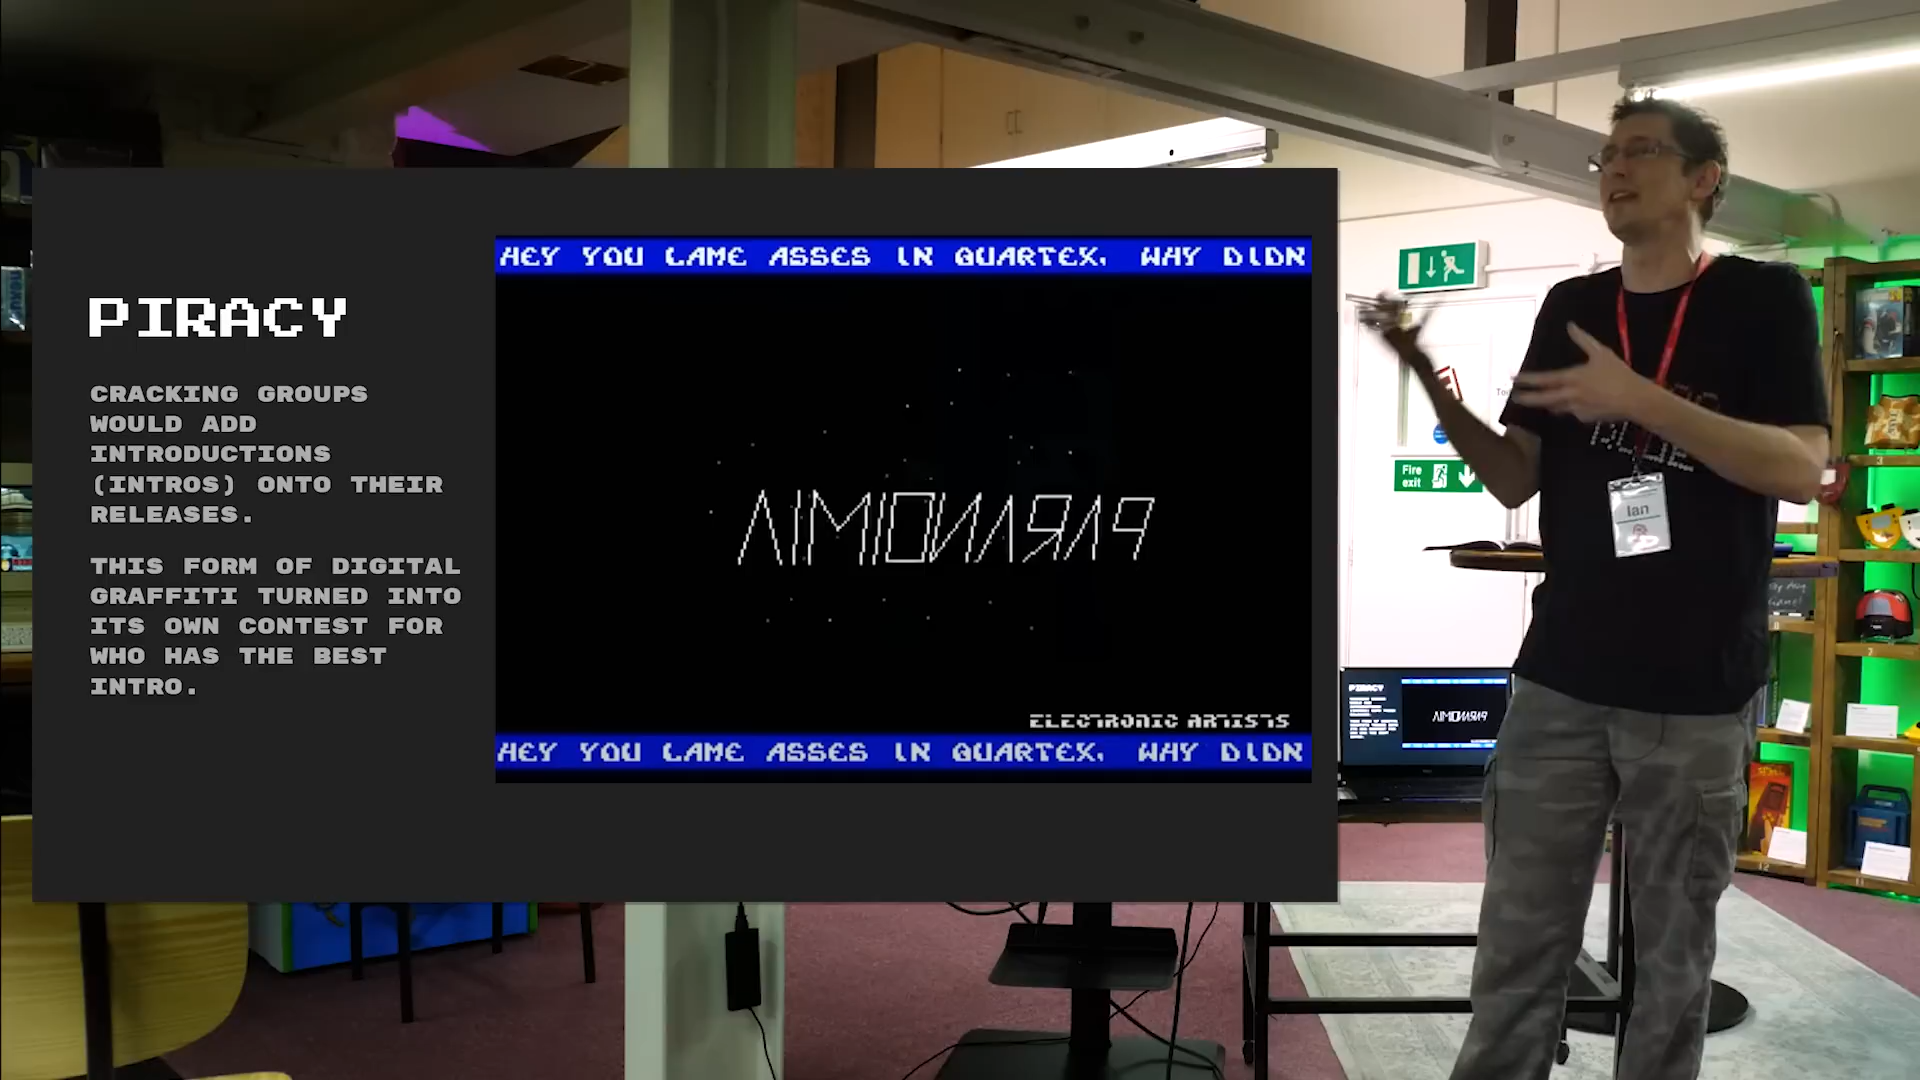 PIRACY
CRACKING GROUPS
WOULD ADD
INTRODUCTIONS
(INTROS) ONTO THEIR
RELEASES.
THIS FORM OF DIGITAL
GRAFFITI TURNED INTO
ITS OWN CONTEST FOR
WHO HAS THE BEST
INTRO.
HEY YOU LAME ASSES IN QUARTEX, WHY DIDN
PARANOIMIA
ELECTRONIC ARTISTS
HEY YOU LAME ASSES IN QUARTEX, WHY DIDN
Fire
exit
Ian
PIRACY